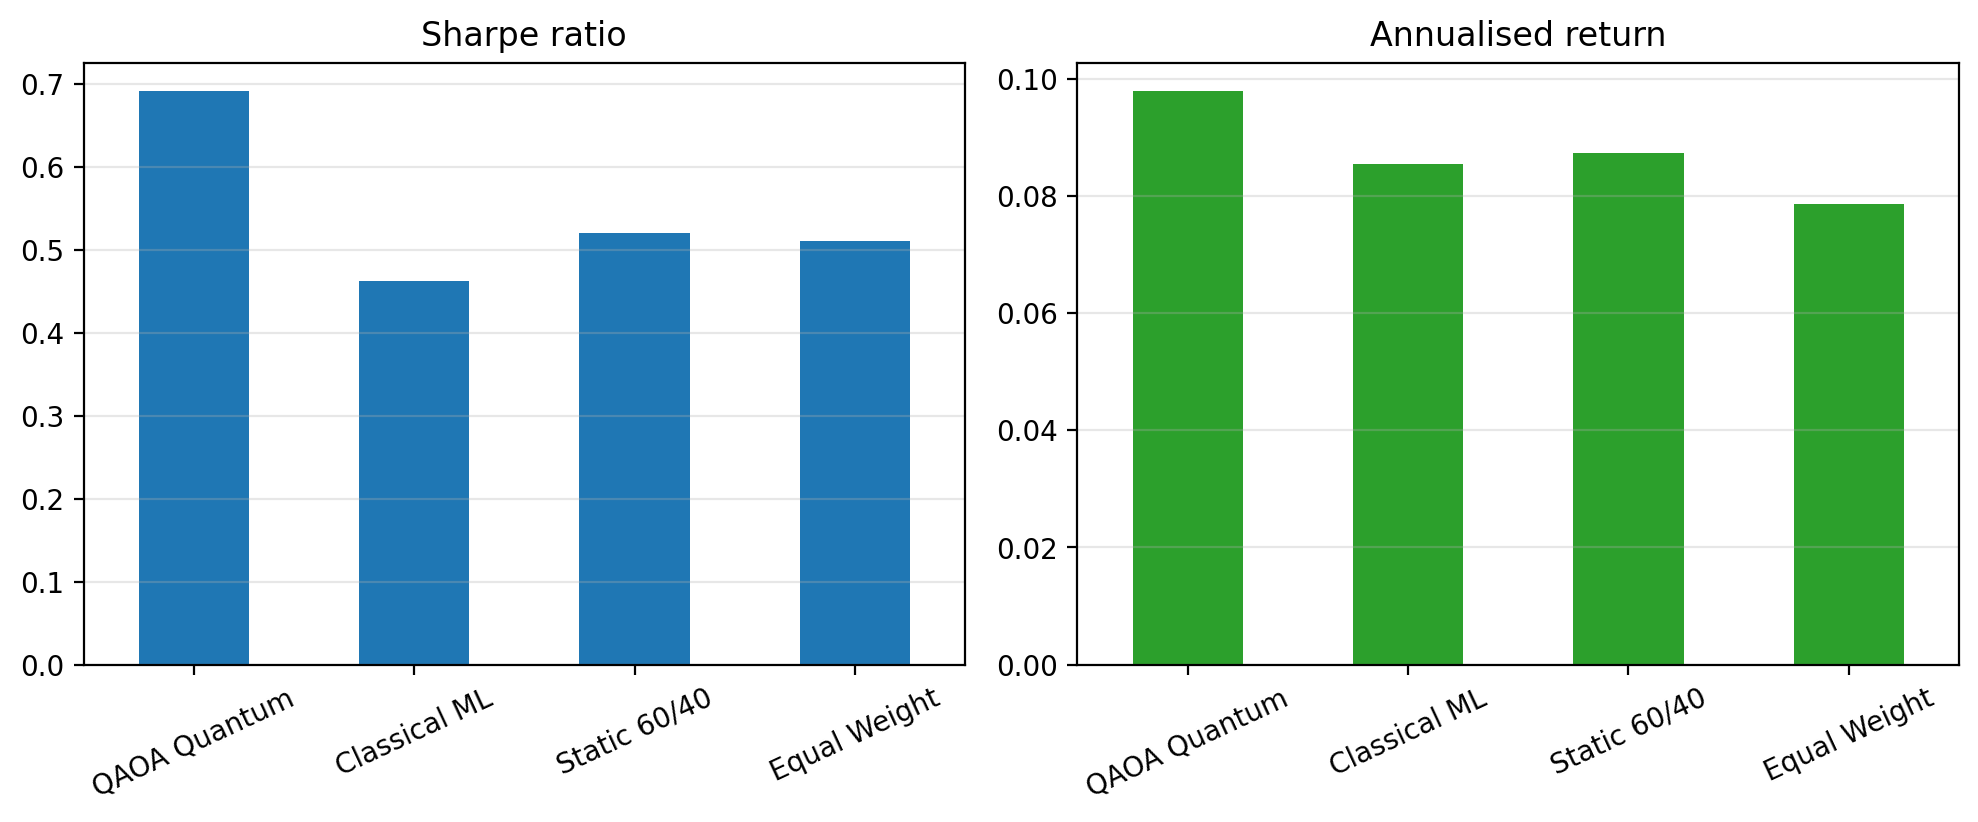 Sharpe ratio
0.7
0.6
0.5
0.4
0.3
0.2
0.1
0.0
QAOA Quantum
Classical ML
Static 60/40
Equal Weight
Annualised return
0.10
0.08
0.06
0.04
0.02
0.00
QAOA Quantum
Classical ML
Static 60/40
Equal Weight